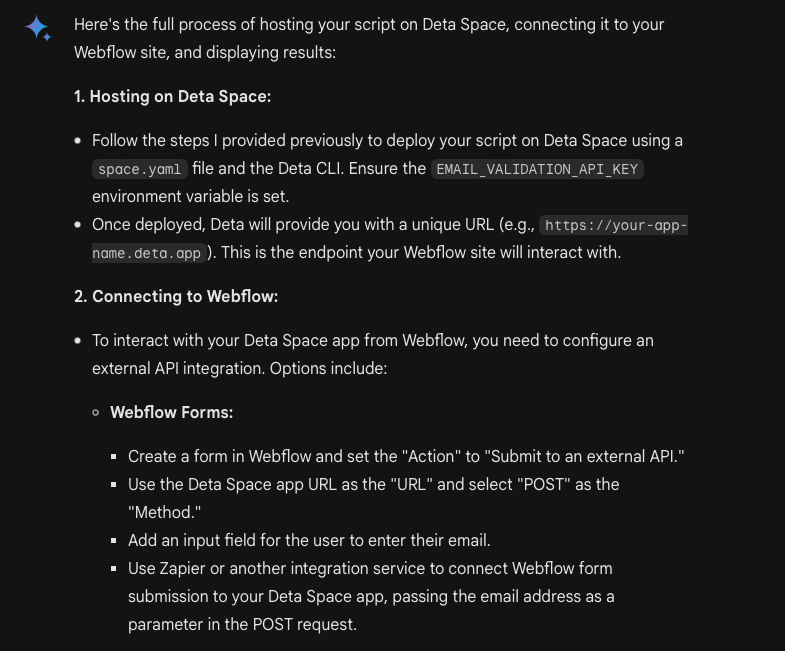 Here's the full process of hosting your script on Deta Space, connecting it to your
Webflow site, and displaying results:
1. Hosting on Deta Space:
Follow the steps I provided previously to deploy your script on Deta Space using a
space.yaml file and the Deta CLI. Ensure the EMAIL_VALIDATION_API_KEY
environment variable is set.
Once deployed, Deta will provide you with a unique URL (e.g., https://your-app-
name.deta.app). This is the endpoint your Webflow site will interact with.
2. Connecting to Webflow:
To interact with your Deta Space app from Webflow, you need to configure an
external API integration. Options include:
Webflow Forms:
Create a form in Webflow and set the "Action" to "Submit to an external API."
Use the Deta Space app URL as the "URL" and select "POST" as the
"Method."
Add an input field for the user to enter their email.
Use Zapier or another integration service to connect Webflow form
submission to your Deta Space app, passing the email address as a
parameter in the POST request.